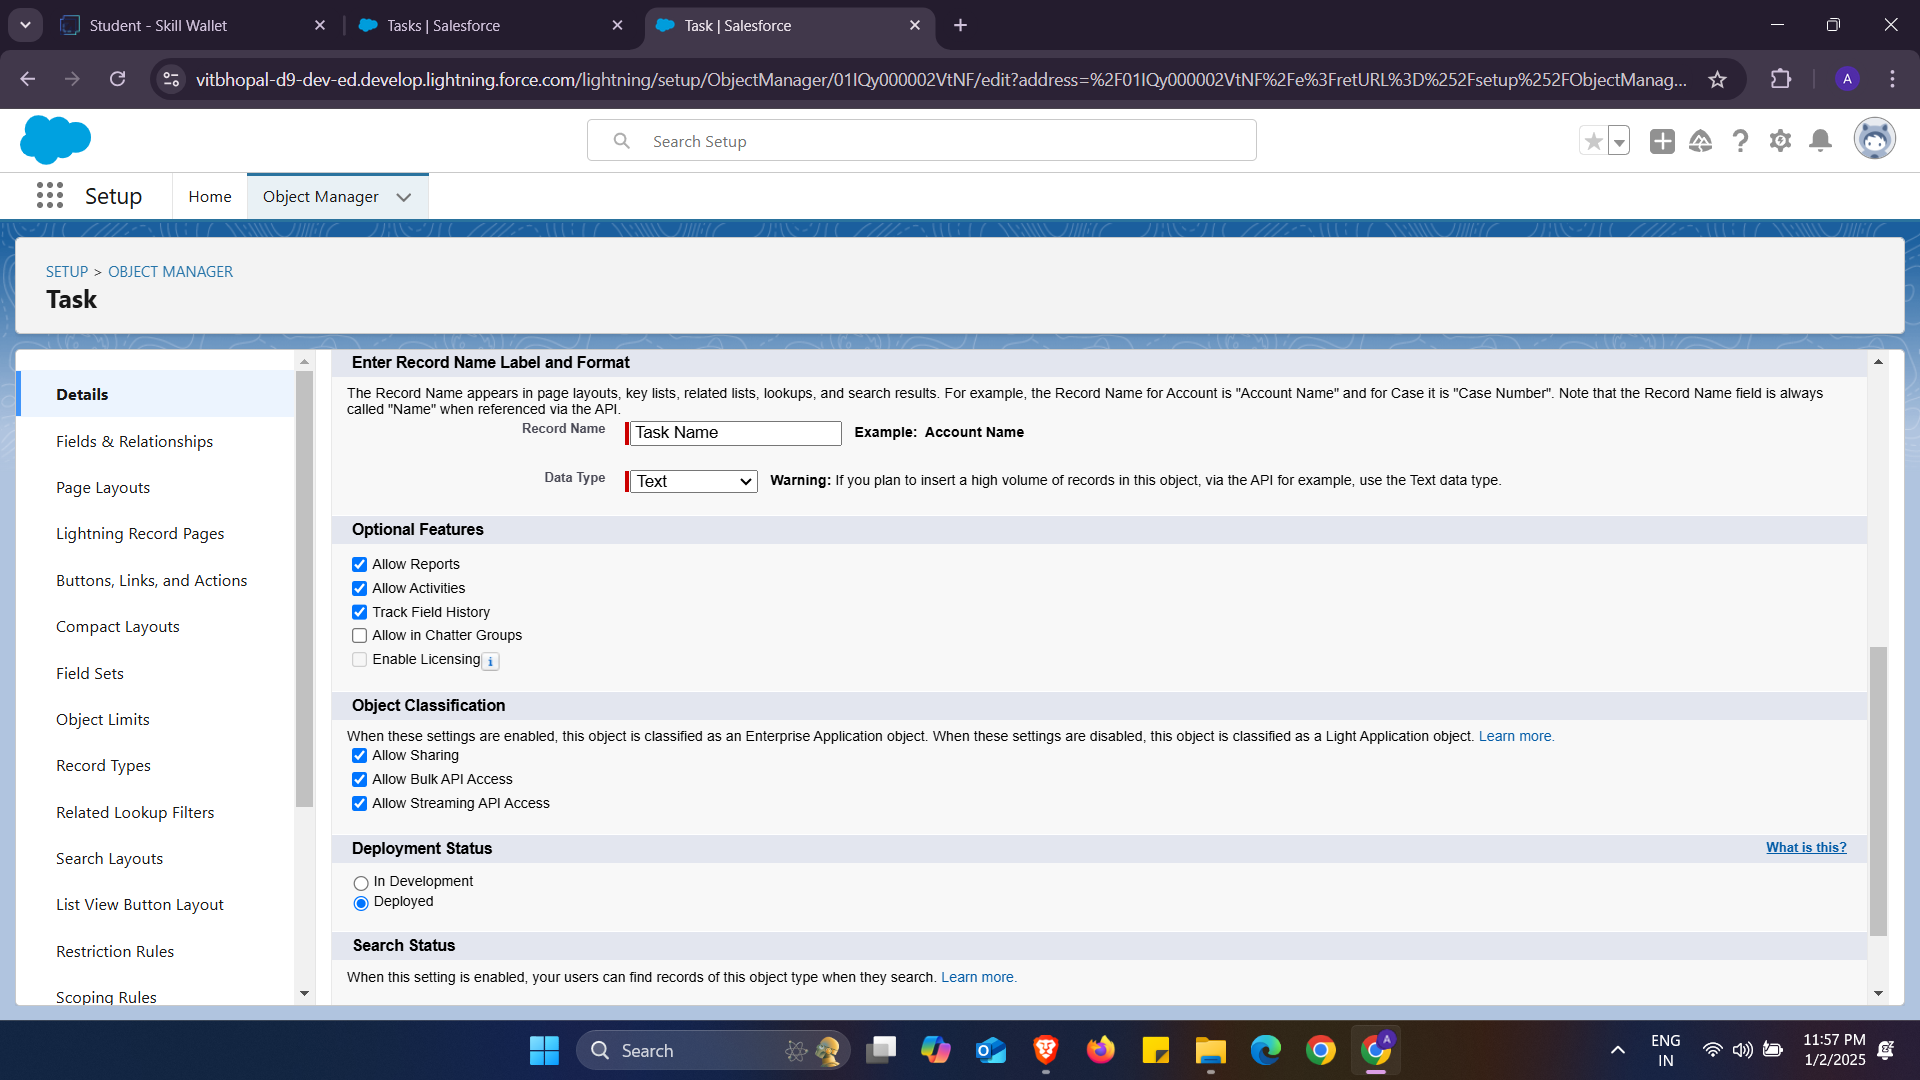 Student - Skill Wallet
Tasks | Salesforce
Task | Salesforce
vitbhopal-d9-dev-ed.develop.lightning.force.com/lightning/setup/ObjectManager/01IQy000002VtNF/edit?address=%2F01IQy000002VtNF%2Fe%3FretURL%3D%252Fsetup%252FObjectManag...
A
Search Setup
Setup
Home
Object Manager
SETUP > OBJECT MANAGER
Task
Details
Fields & Relationships
Page Layouts
Lightning Record Pages
Buttons, Links, and Actions
Compact Layouts
Field Sets
Object Limits
Record Types
Related Lookup Filters
Search Layouts
List View Button Layout
Restriction Rules
Scoping Rules
Enter Record Name Label and Format
The Record Name appears in page layouts, key lists, related lists, lookups, and search results. For example, the Record Name for Account is "Account Name" and for Case it is "Case Number". Note that the Record Name field is always
called "Name" when referenced via the API.
Record Name Task Name Example: Account Name
Data Type Text Warning: If you plan to insert a high volume of records in this object, via the API for example, use the Text data type.
Optional Features
Allow Reports
Allow Activities
Track Field History
Allow in Chatter Groups
Enable Licensing i
Object Classification
When these settings are enabled, this object is classified as an Enterprise Application object. When these settings are disabled, this object is classified as a Light Application object. Learn more.
Allow Sharing
Allow Bulk API Access
Allow Streaming API Access
Deployment Status What is this?
In Development
Deployed
Search Status
When this setting is enabled, your users can find records of this object type when they search. Learn more.
Search
A
ENG
IN
11:57 PM
1/2/2025